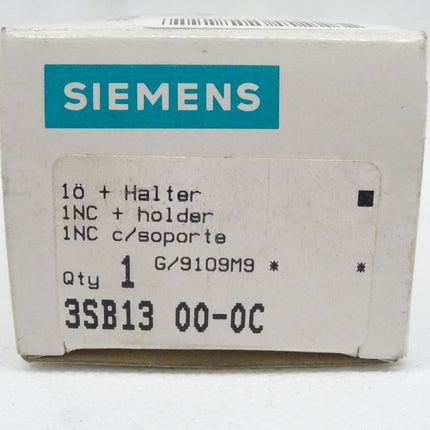 SIEMENS
1ö + Halter
1NC + holder
1NC c/soporte
Qty 1 G/9109M9 * *
3SB13 00-0C